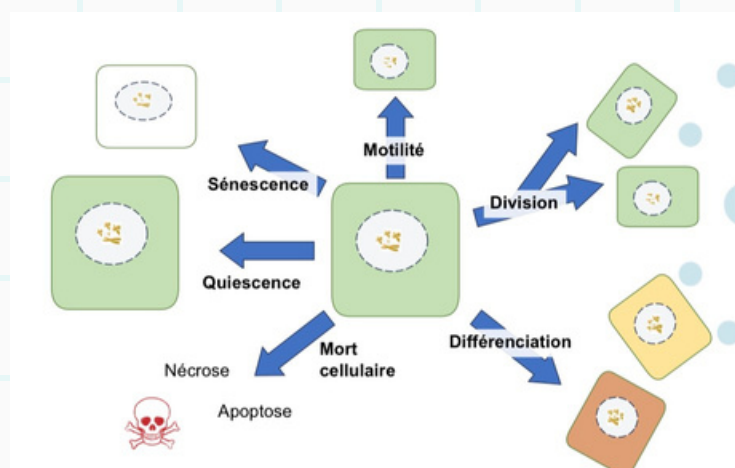 Motilité
Sénescence
Division
Quiescence
Différenciation
Mort
cellulaire
Nécrose
Apoptose